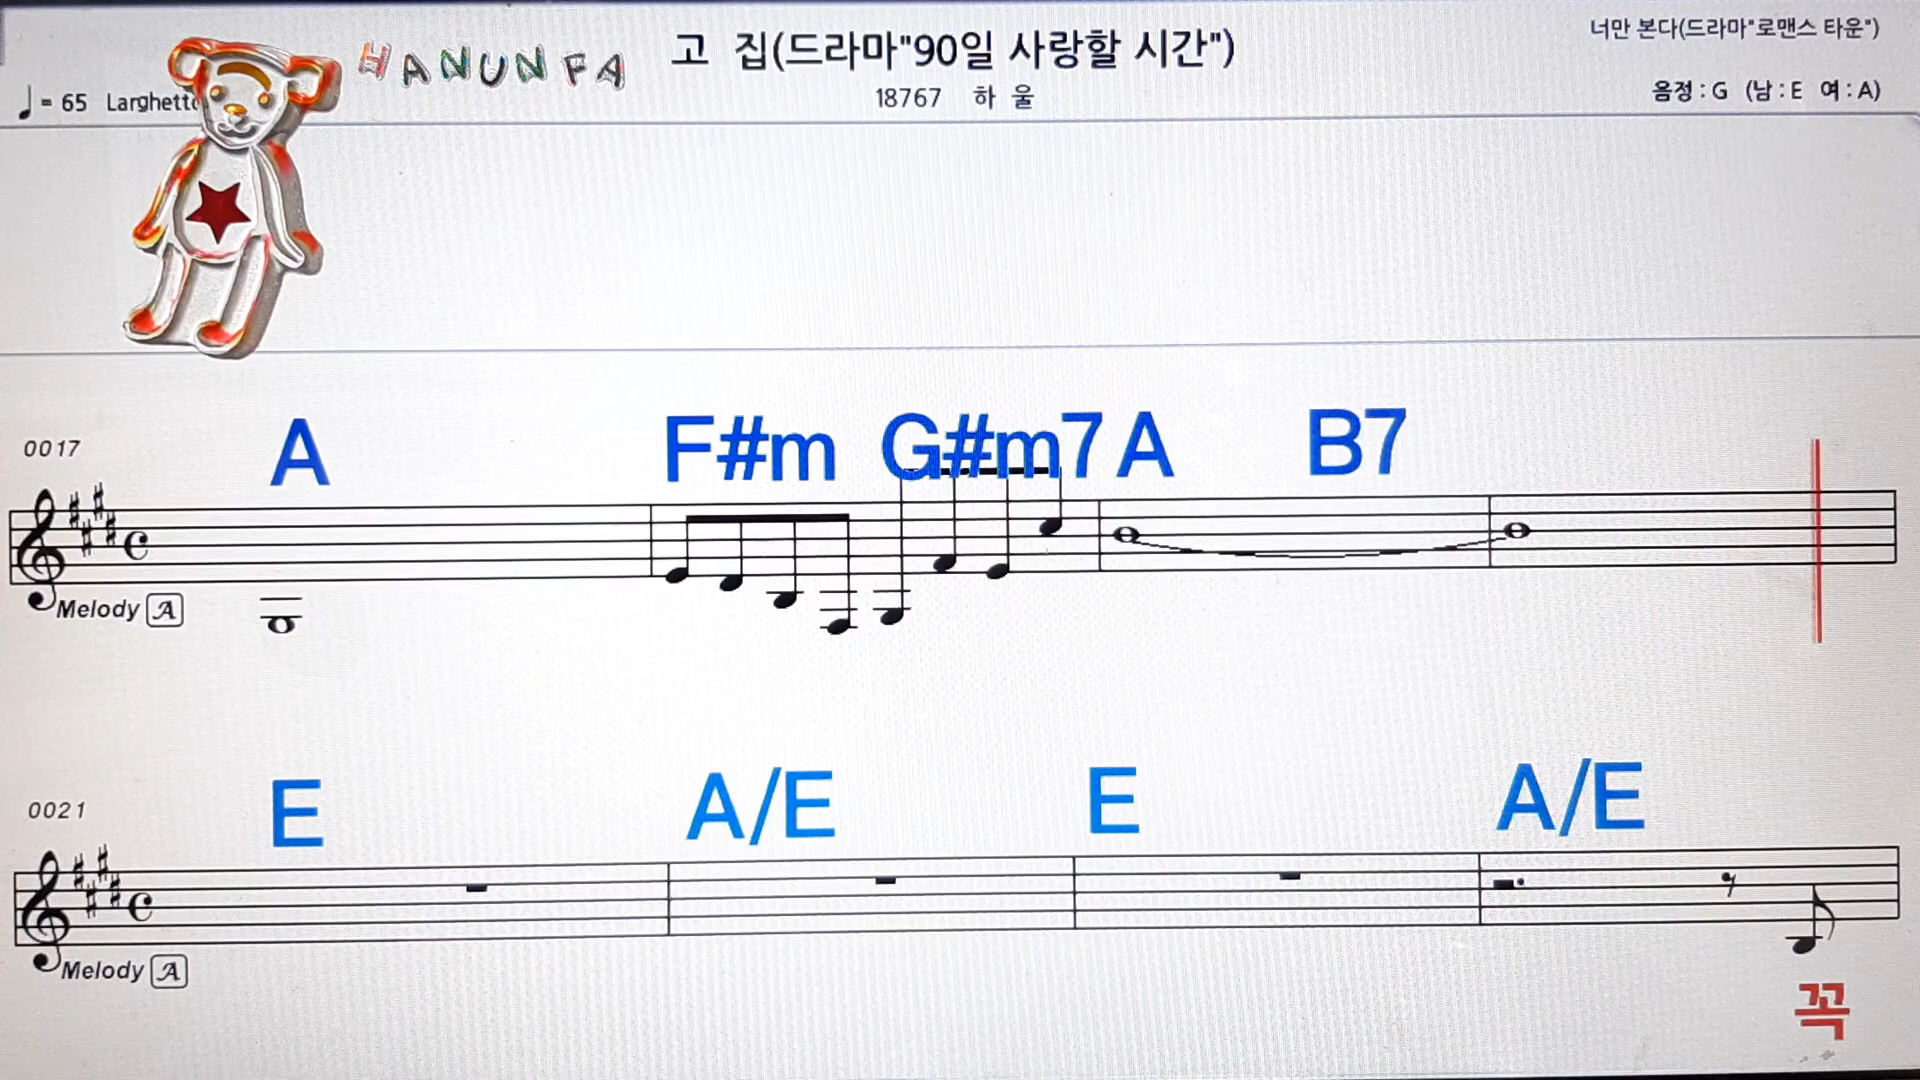 HANUNFA
고 집(드라마"90일 사랑할 시간")
너만 본다(드라마"로맨스 타운")
♩= 65 Larghetto
18767 하 울
음정 : G (남 : E 여 : A)
0017
A F#m G#m7 A B7
Melody A
0021
E A/E E A/E
Melody A
꼭